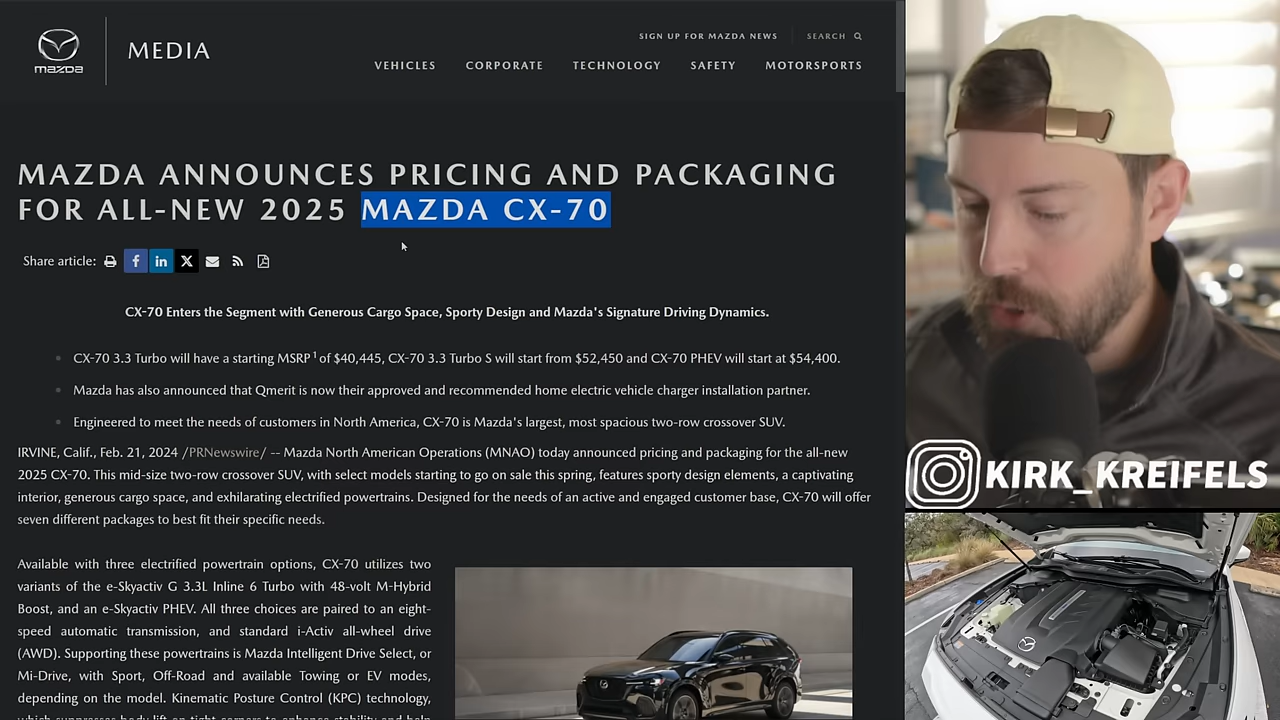 mazda
MEDIA
SIGN UP FOR MAZDA NEWS
SEARCH
VEHICLES
CORPORATE
TECHNOLOGY
SAFETY
MOTORSPORTS
MAZDA ANNOUNCES PRICING AND PACKAGING
FOR ALL-NEW 2025 MAZDA CX-70
Share article:
CX-70 Enters the Segment with Generous Cargo Space, Sporty Design and Mazda's Signature Driving Dynamics.
CX-70 3.3 Turbo will have a starting MSRP1 of $40,445, CX-70 3.3 Turbo S will start from $52,450 and CX-70 PHEV will start at $54,400.
Mazda has also announced that Qmerit is now their approved and recommended home electric vehicle charger installation partner.
Engineered to meet the needs of customers in North America, CX-70 is Mazda's largest, most spacious two-row crossover SUV.
IRVINE, Calif., Feb. 21, 2024 /PRNewswire/ -- Mazda North American Operations (MNAO) today announced pricing and packaging for the all-new
2025 CX-70. This mid-size two-row crossover SUV, with select models starting to go on sale this spring, features sporty design elements, a captivating
interior, generous cargo space, and exhilarating electrified powertrains. Designed for the needs of an active and engaged customer base, CX-70 will offer
seven different packages to best fit their specific needs.
Available with three electrified powertrain options, CX-70 utilizes two
variants of the e-Skyactiv G 3.3L Inline 6 Turbo with 48-volt M-Hybrid
Boost, and an e-Skyactiv PHEV. All three choices are paired to an eight-
speed automatic transmission, and standard i-Activ all-wheel drive
(AWD). Supporting these powertrains is Mazda Intelligent Drive Select, or
Mi-Drive, with Sport, Off-Road and available Towing or EV modes,
depending on the model. Kinematic Posture Control (KPC) technology,
which suppresses body lift on tight corners to enhance stability and help
KIRK_KREIFELS